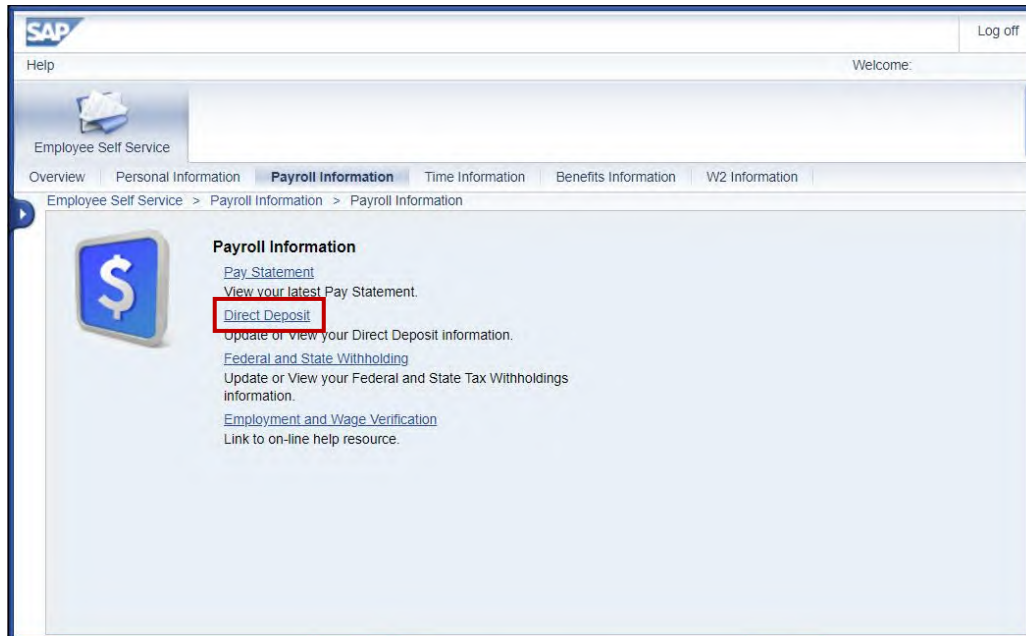 SAP
Log off
Help
Welcome:
Employee Self Service
Overview Personal Information Payroll Information Time Information Benefits Information W2 Information
Employee Self Service > Payroll Information > Payroll Information
$
Payroll Information
Pay Statement
View your latest Pay Statement.
Direct Deposit
Update or View your Direct Deposit information.
Federal and State Withholding
Update or View your Federal and State Tax Withholdings
information.
Employment and Wage Verification
Link to on-line help resource.